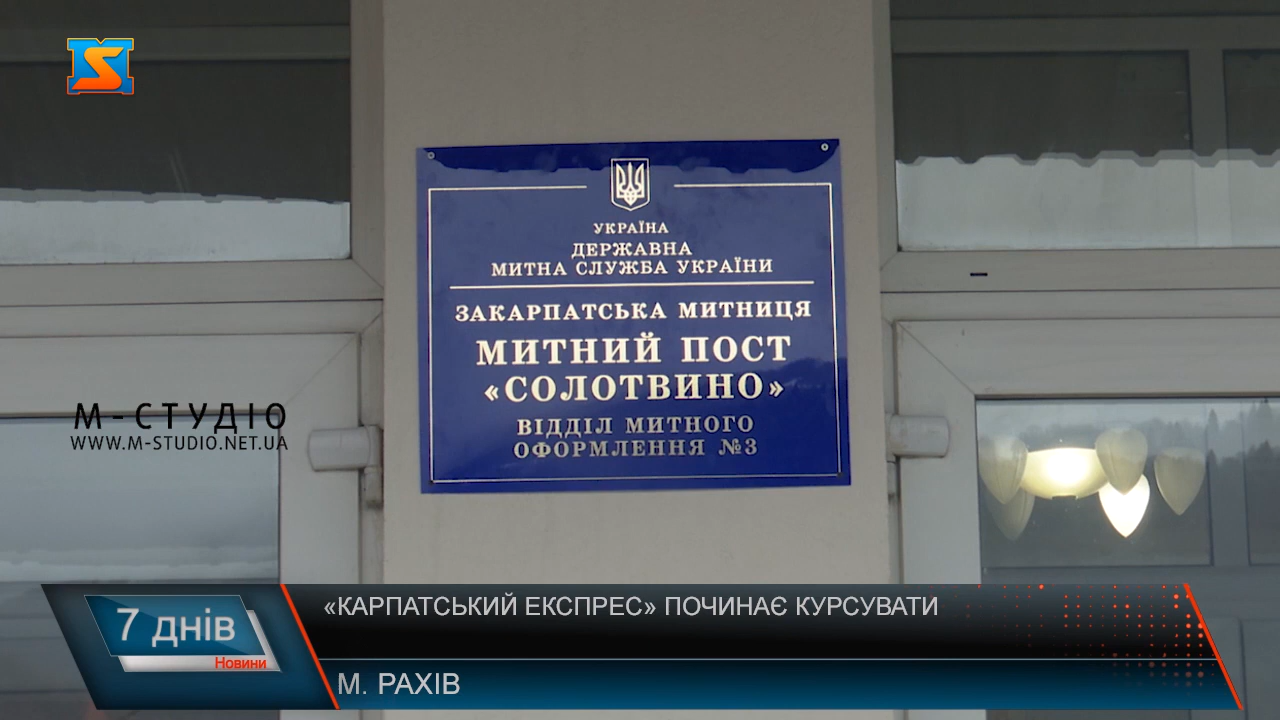 УКРАЇНА
ДЕРЖАВНА
МИТНА СЛУЖБА УКРАЇНИ
ЗАКАРПАТСЬКА МИТНИЦЯ
МИТНИЙ ПОСТ
«СОЛОТВИНО»
ВІДДІЛ МИТНОГО
ОФОРМЛЕННЯ №3
М-СТУДІО
WWW.M-STUDIO.NET.UA
7 днів
Новини
«КАРПАТСЬКИЙ ЕКСПРЕС» ПОЧИНАЄ КУРСУВАТИ
М. РАХІВ